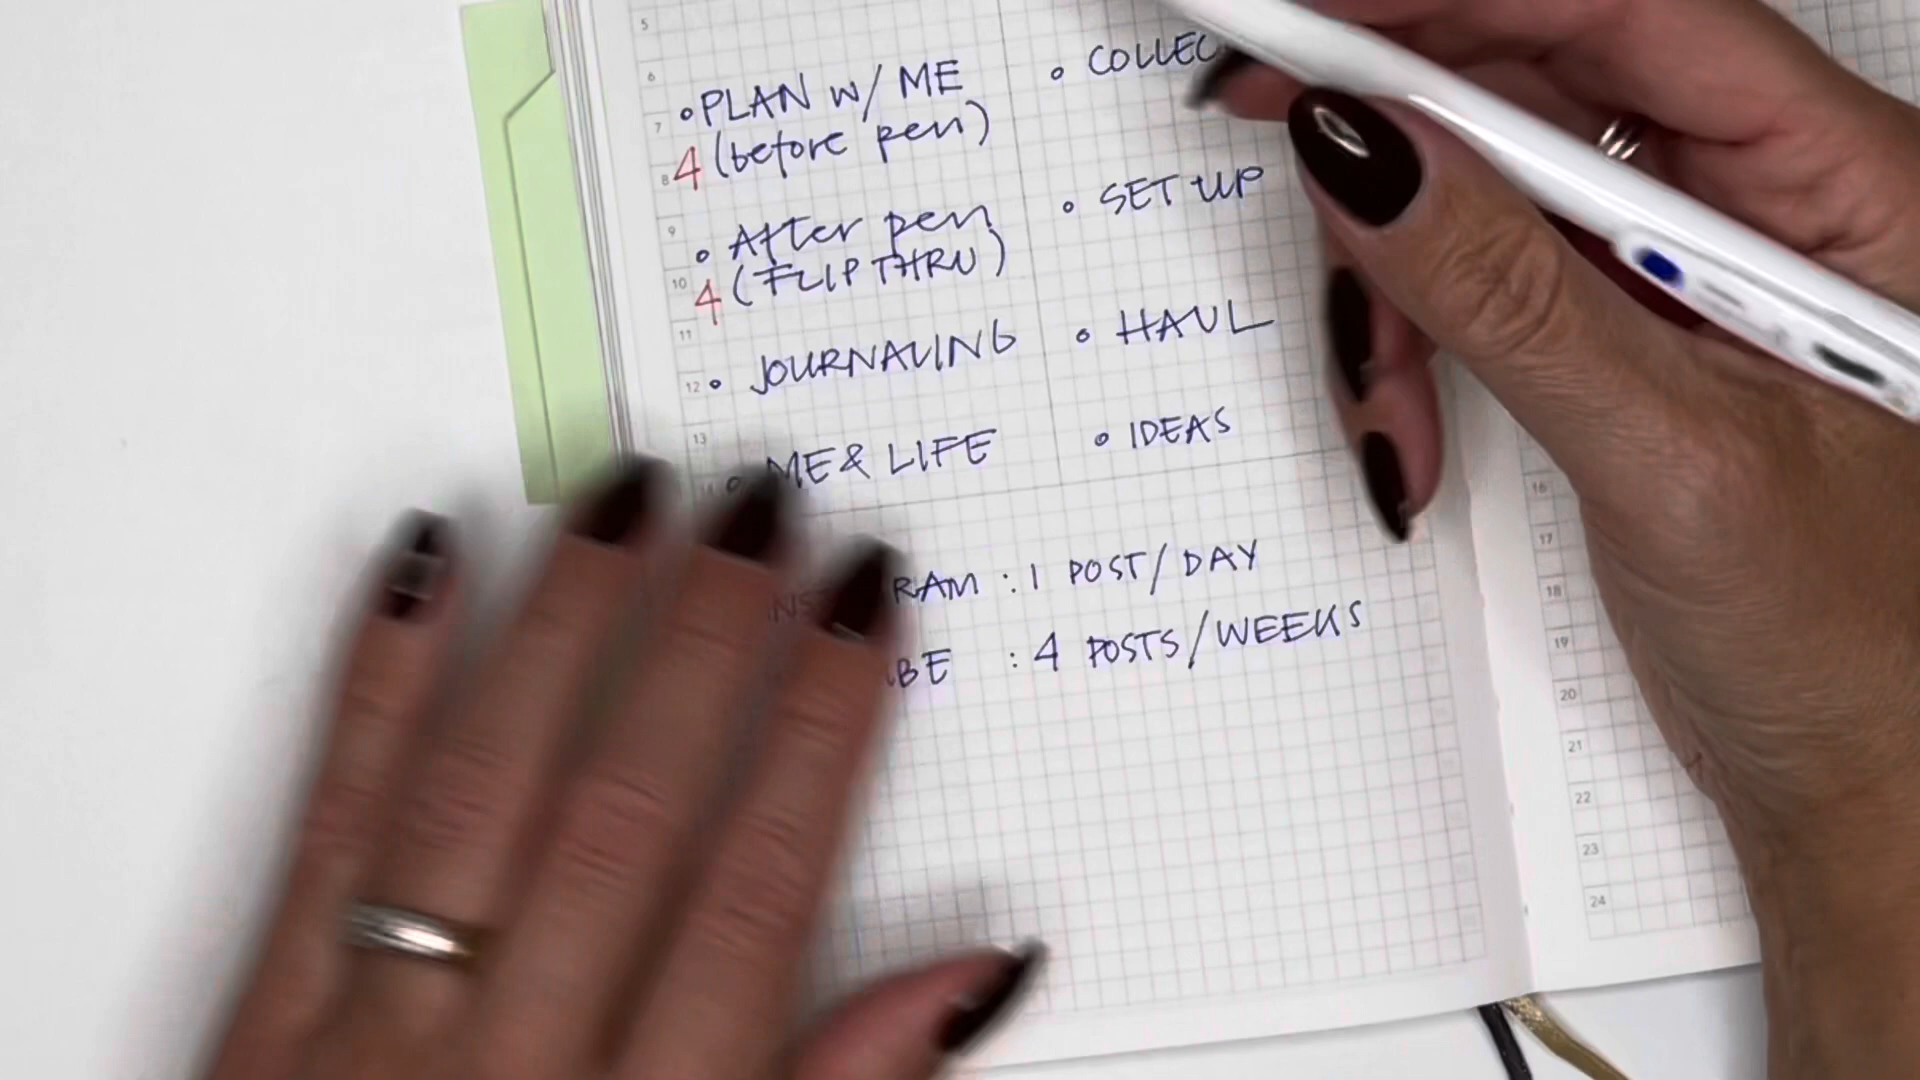 5
6
7
8
9
10
11
12
13
16
17
18
19
20
21
22
23
24
• PLAN W/ ME
4 (before pen)
• After pen
4 (FLIP THRU)
• JOURNALING
• ME & LIFE
• COLLEC
• SET UP
• HAUL
• IDEAS
INS RAM : 1 POST/DAY
BE : 4 POSTS/WEEKS